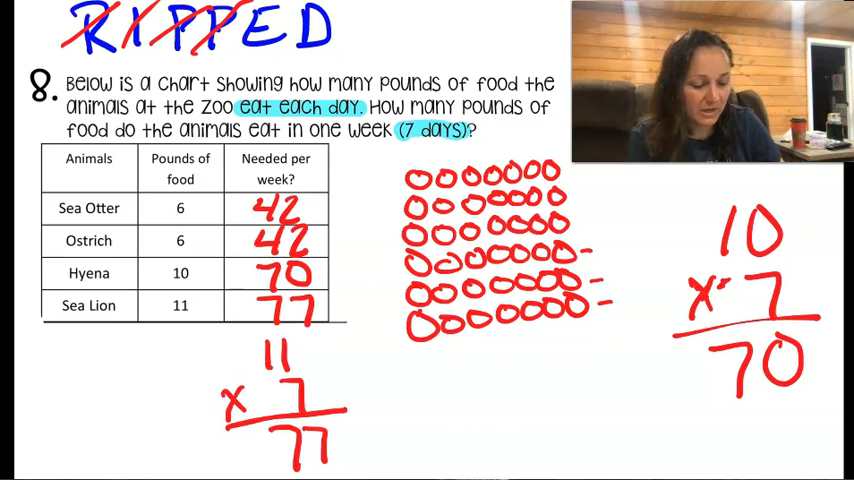 RIPPED
8. Below is a chart showing how many pounds of food the
animals at the zoo eat each day. How many pounds of
food do the animals eat in one week (7 days)?
Animals Pounds of food Needed per week?
Sea Otter 6 42
Ostrich 6 42
Hyena 10 70
Sea Lion 11 77
11
x 7
77
10
x 7
70